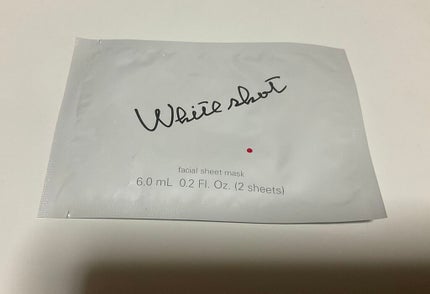 White shot
facial sheet mask
6.0 mL 0.2 Fl. Oz. (2 sheets)